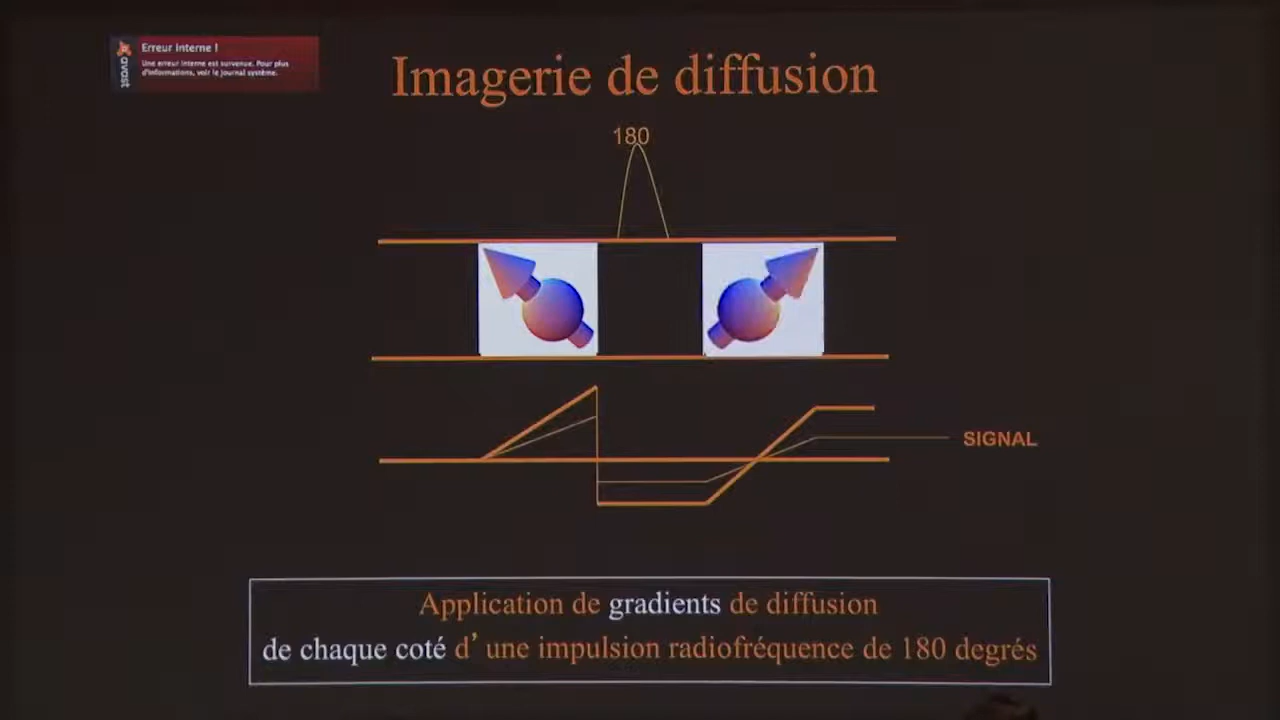 Erreur Interne !
Une erreur interne est survenue. Pour plus
d'informations, voir le journal système.
avast
Imagerie de diffusion
180
SIGNAL
Application de gradients de diffusion
de chaque coté d’ une impulsion radiofréquence de 180 degrés